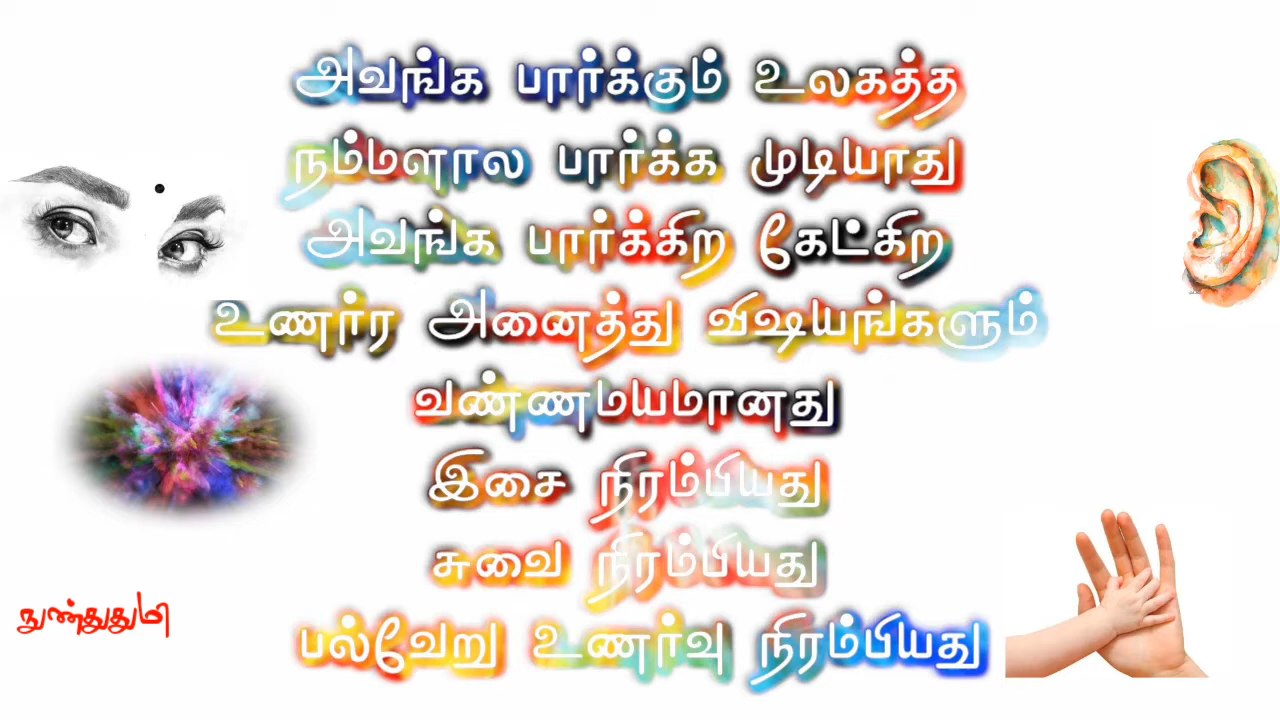 அவங்க பார்க்கும் உலகத்த
நம்மளால பார்க்க முடியாது
அவங்க பார்க்கிற கேட்கிற
உணர்ர அனைத்து விஷயங்களும்
வண்ணமயமானது
இசை நிரம்பியது
சுவை நிரம்பியது
பல்வேறு உணர்வு நிரம்பியது
நுண்துதுமி